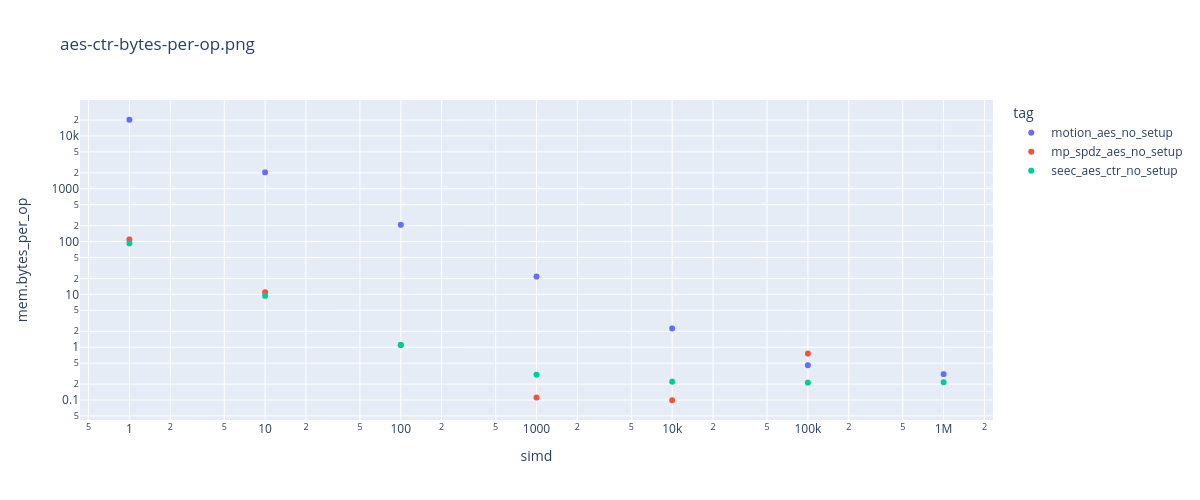 aes-ctr-bytes-per-op.png
tag
motion_aes_no_setup
mp_spdz_aes_no_setup
seec_aes_ctr_no_setup
mem.bytes_per_op
2
10k
5
2
1000
5
2
100
5
2
10
5
2
1
5
2
0.1
5
5 1 2 5 10 2 5 100 2 5 1000 2 5 10k 2 5 100k 2 5 1M 2
simd